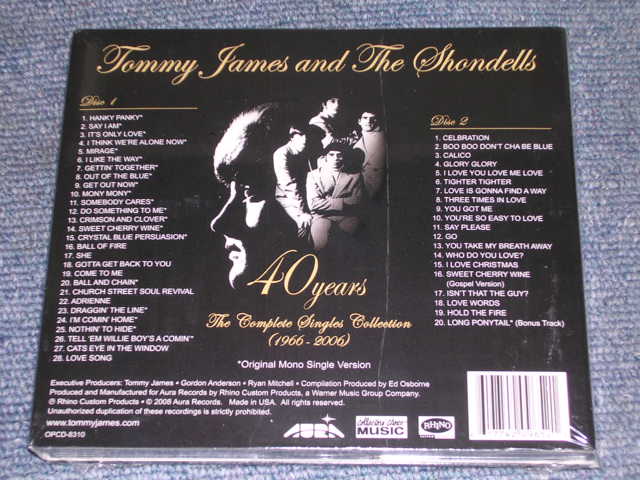 Tommy James and The Shondells
Disc 1
1. HANKY PANKY*
2. SAY I AM*
3. IT'S ONLY LOVE*
4. I THINK WE'RE ALONE NOW*
5. MIRAGE*
6. I LIKE THE WAY*
7. GETTIN' TOGETHER*
8. OUT OF THE BLUE*
9. GET OUT NOW*
10. MONY MONY*
11. SOMEBODY CARES*
12. DO SOMETHING TO ME*
13. CRIMSON AND CLOVER*
14. SWEET CHERRY WINE*
15. CRYSTAL BLUE PERSUASION*
16. BALL OF FIRE
17. SHE
18. GOTTA GET BACK TO YOU
19. COME TO ME
20. BALL AND CHAIN*
21. CHURCH STREET SOUL REVIVAL
22. ADRIENNE
23. DRAGGIN' THE LINE*
24. I'M COMIN' HOME*
25. NOTHIN' TO HIDE*
26. TELL 'EM WILLIE BOY'S A COMIN'
27. CATS EYE IN THE WINDOW
28. LOVE SONG
Disc 2
1. CELBRATION
2. BOO BOO DON'T CHA BE BLUE
3. CALICO
4. GLORY GLORY
5. I LOVE YOU LOVE ME LOVE
6. TIGHTER TIGHTER
7. LOVE IS GONNA FIND A WAY
8. THREE TIMES IN LOVE
9. YOU GOT ME
10. YOU'RE SO EASY TO LOVE
11. SAY PLEASE
12. GO
13. YOU TAKE MY BREATH AWAY
14. WHO DO YOU LOVE?
15. I LOVE CHRISTMAS
16. SWEET CHERRY WINE
(Gospel Version)
17. ISN'T THAT THE GUY?
18. LOVE WORDS
19. HOLD THE FIRE
20. LONG PONYTAIL* (Bonus Track)
40 years
The Complete Singles Collection
(1966 - 2006)
*Original Mono Single Version
Executive Producers: Tommy James • Gordon Anderson • Ryan Mitchell • Compilation Produced by Ed Osborne
Produced and Manufactured for Aura Records by Rhino Custom Products, a Warner Music Group Company.
℗ Rhino Custom Products • © 2008 Aura Records. Made in USA. All rights reserved.
Unauthorized duplication of these recordings is strictly prohibited.
www.tommyjames.com
OPCD-8310
AURA
collectors' choice
MUSIC
RHINO